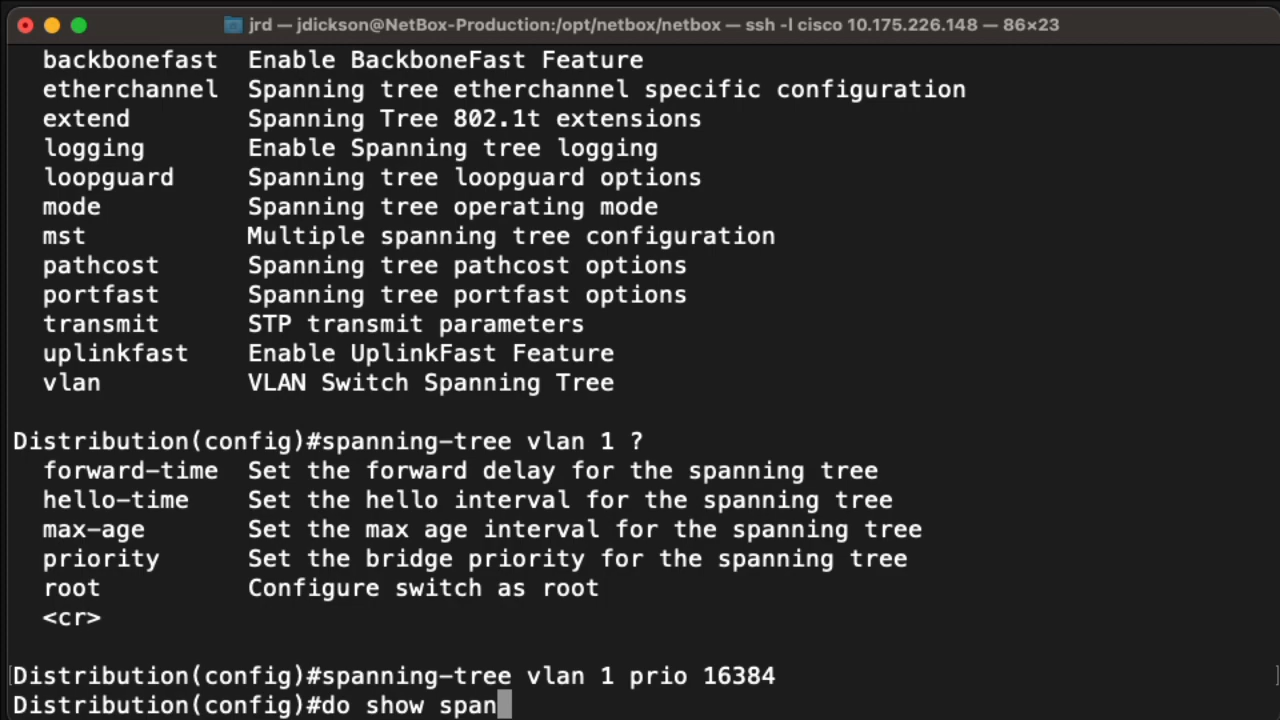 jrd — jdickson@NetBox-Production:/opt/netbox/netbox — ssh -l cisco 10.175.226.148 — 86×23
backbonefast  Enable BackboneFast Feature
etherchannel  Spanning tree etherchannel specific configuration
extend        Spanning Tree 802.1t extensions
logging       Enable Spanning tree logging
loopguard     Spanning tree loopguard options
mode          Spanning tree operating mode
mst           Multiple spanning tree configuration
pathcost      Spanning tree pathcost options
portfast      Spanning tree portfast options
transmit      STP transmit parameters
uplinkfast    Enable UplinkFast Feature
vlan          VLAN Switch Spanning Tree
Distribution(config)#spanning-tree vlan 1 ?
forward-time  Set the forward delay for the spanning tree
hello-time    Set the hello interval for the spanning tree
max-age       Set the max age interval for the spanning tree
priority      Set the bridge priority for the spanning tree
root          Configure switch as root
<cr>
Distribution(config)#spanning-tree vlan 1 prio 16384
Distribution(config)#do show span